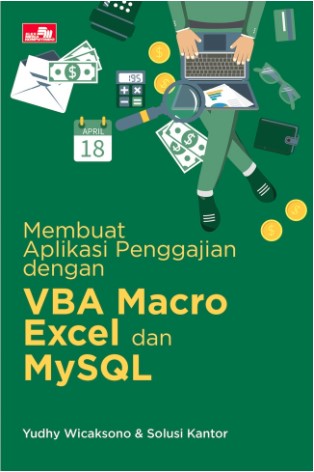 195
APRIL
18
Membuat
Aplikasi Penggajian
dengan
VBA Macro
Excel dan
MySQL
Yudhy Wicaksono & Solusi Kantor